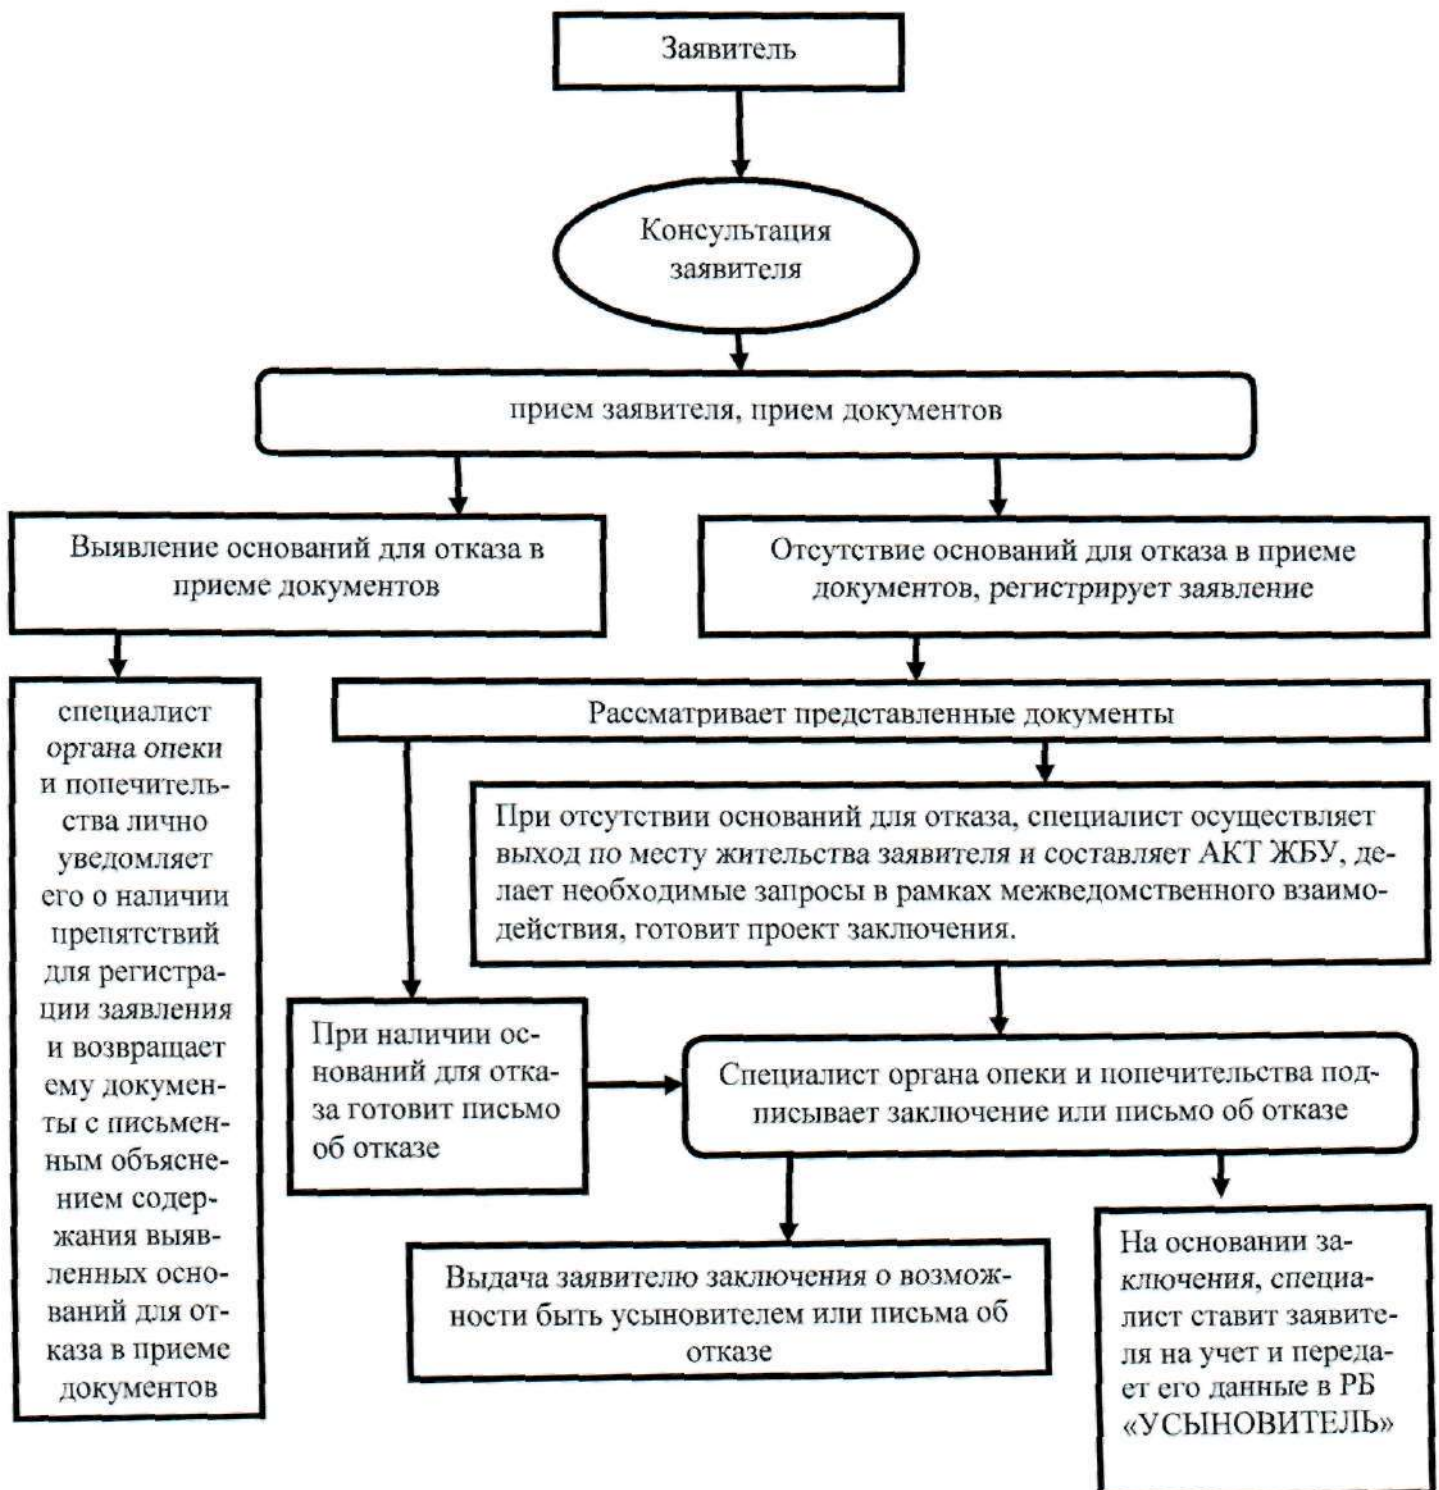 Заявитель
Консультация
заявителя
прием заявителя, прием документов
Выявление оснований для отказа в
приеме документов
Отсутствие оснований для отказа в приеме
документов, регистрирует заявление
специалист
органа опеки
и попечитель-
ства лично
уведомляет
его о наличии
препятствий
для регистра-
ции заявления
и возвращает
ему докумен-
ты с письмен-
ным объясне-
нием содер-
жания выяв-
ленных осно-
ваний для от-
каза в приеме
документов
Рассматривает представленные документы
При отсутствии оснований для отказа, специалист осуществляет
выход по месту жительства заявителя и составляет АКТ ЖБУ, де-
лает необходимые запросы в рамках межведомственного взаимо-
действия, готовит проект заключения.
При наличии ос-
нований для отка-
за готовит письмо
об отказе
Специалист органа опеки и попечительства под-
писывает заключение или письмо об отказе
Выдача заявителю заключения о возмож-
ности быть усыновителем или письма об
отказе
На основании за-
ключения, специа-
лист ставит заявите-
ля на учет и переда-
ет его данные в РБ
«УСЫНОВИТЕЛЬ»